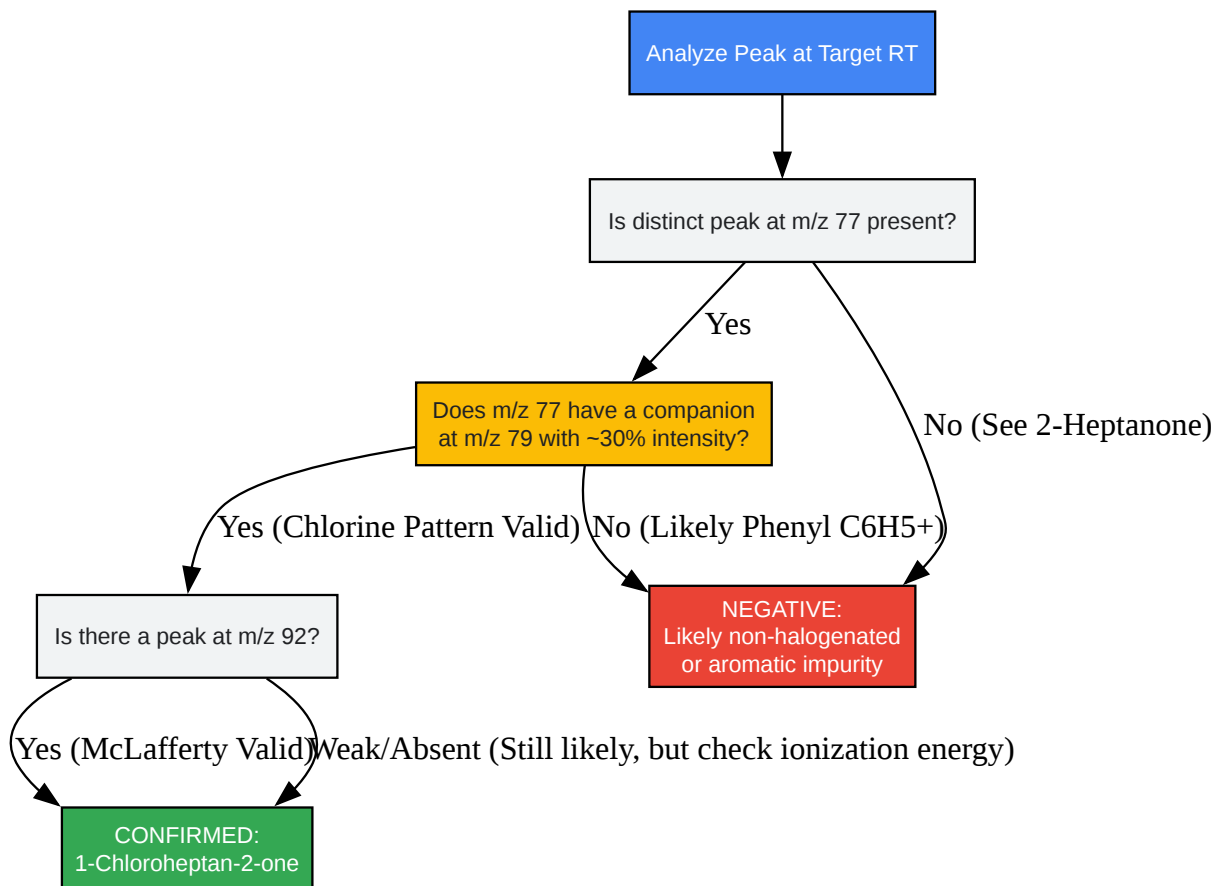 Analyze Peak at Target RT
Is distinct peak at m/z 77 present?
Yes
No (See 2-Heptanone)
Does m/z 77 have a companion
at m/z 79 with ~30% intensity?
Yes (Chlorine Pattern Valid)
No (Likely Phenyl C6H5+)
Is there a peak at m/z 92?
NEGATIVE:
Likely non-halogenated
or aromatic impurity
Yes (McLafferty Valid)
Weak/Absent (Still likely, but check ionization energy)
CONFIRMED:
1-Chloroheptan-2-one